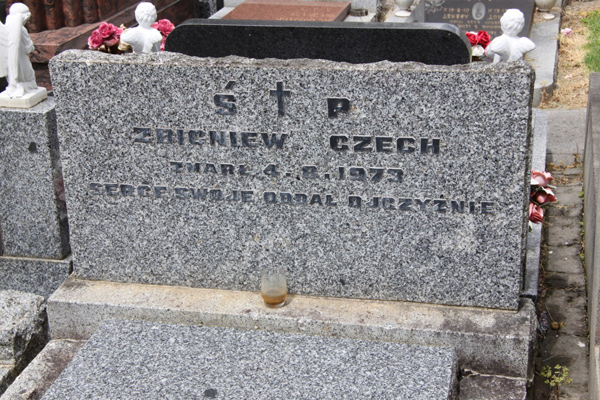 Ś † P
ZBIGNIEW CZECH
ZMARŁ 4.8.1973
SERCE SWOJE ODDAŁ OJCZYŹNIE